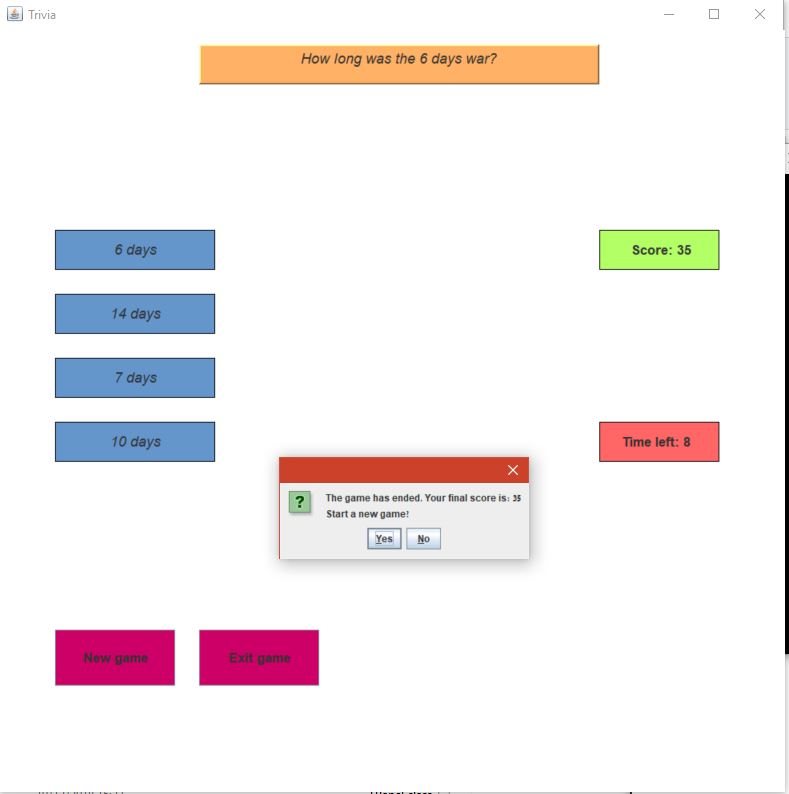 Trivia
How long was the 6 days war?
6 days
Score: 35
14 days
7 days
10 days
Time left: 8
?
The game has ended. Your final score is: 35
Start a new game!
Yes
No
New game
Exit game